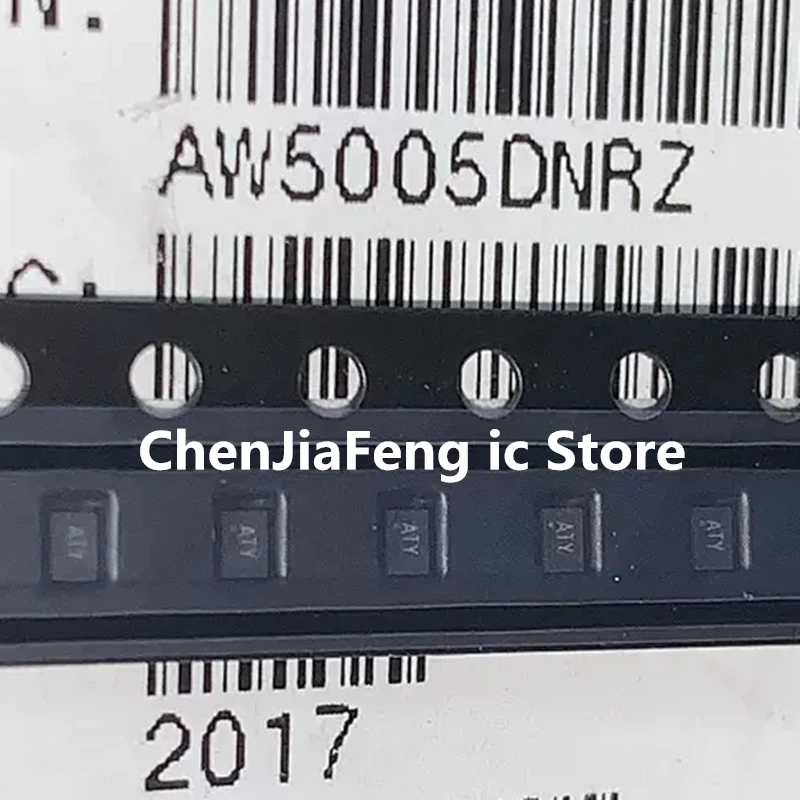 N.
AW5005DNRZ
C.
ChenJiaFeng ic Store
ATY ATY ATY ATY ATY
2017